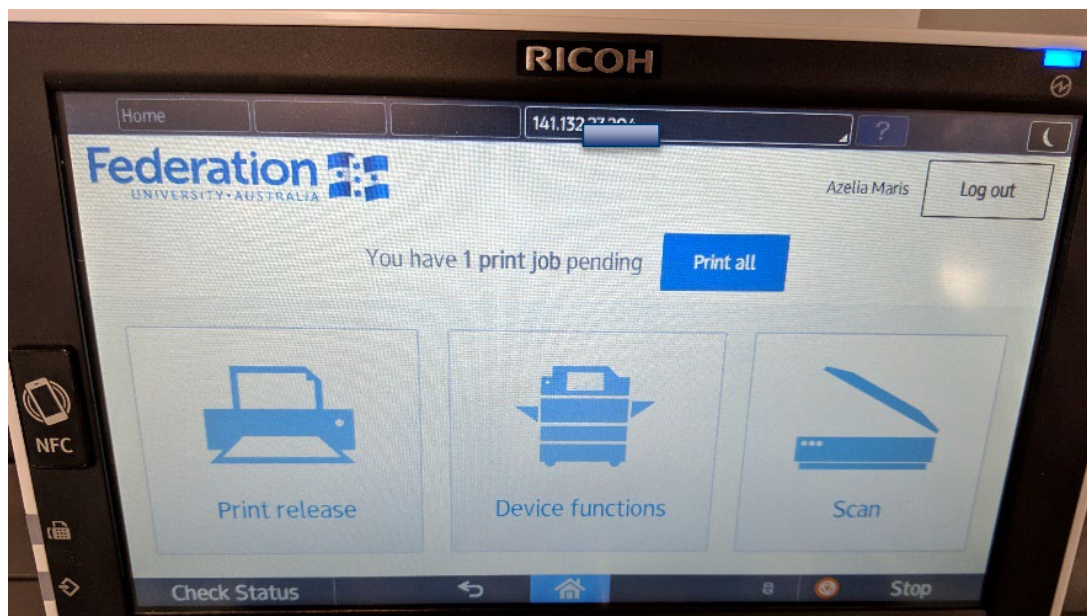 RICOH
Home
141.132
?
Federation
UNIVERSITY • AUSTRALIA
Azelia Maris
Log out
You have 1 print job pending
Print all
NFC
Print release
Device functions
Scan
Check Status
Stop